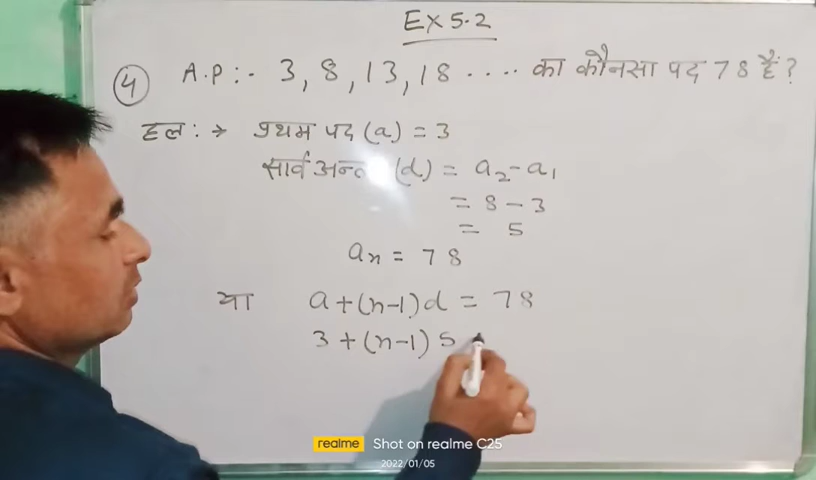 Ex 5.2
(4) A.P :- 3, 8, 13, 18 .... का कौनसा पद 78 है ?
हल :→ प्रथम पद (a) = 3
सार्व अन्त (d) = a₂ - a₁
= 8 - 3
= 5
aₙ = 78
या a + (n-1) d = 78
3 + (n-1) 5
realme Shot on realme C25
2022/01/05